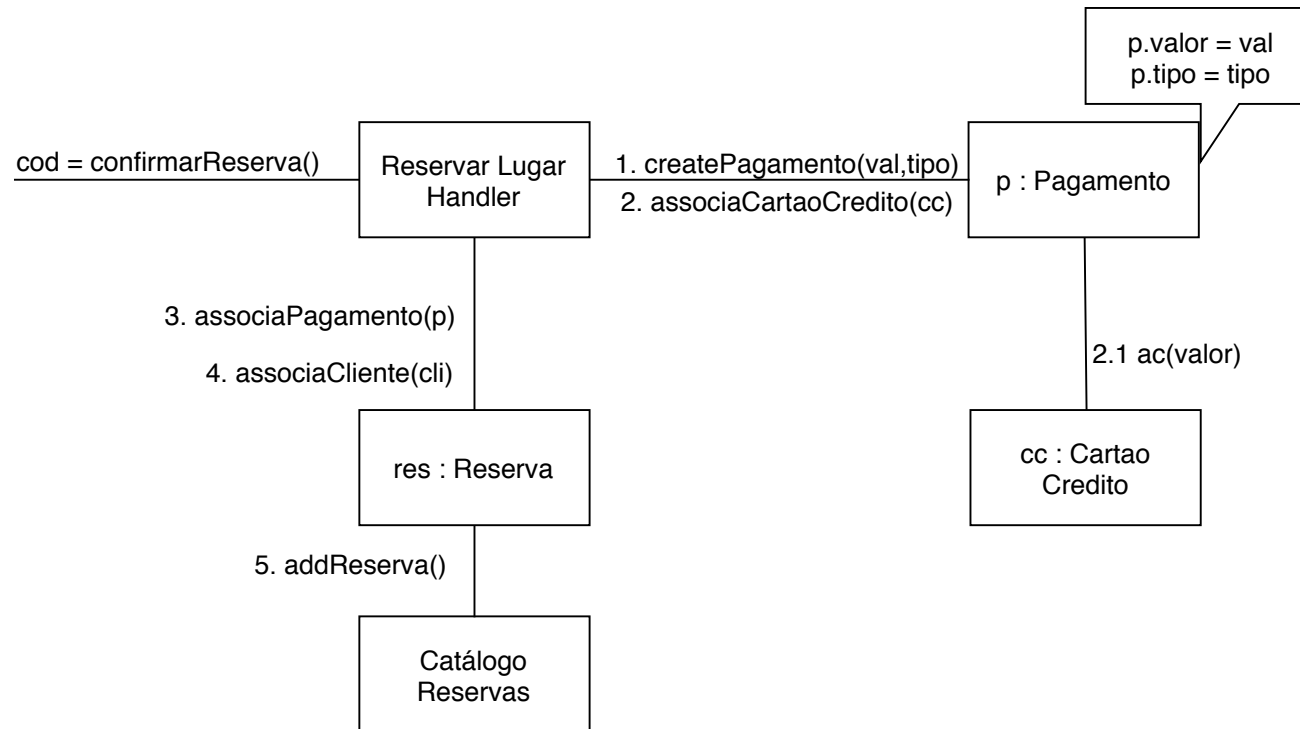 p.valor = val
p.tipo = tipo
cod = confirmarReserva()
Reservar Lugar
Handler
1. createPagamento(val,tipo)
2. associaCartaoCredito(cc)
p : Pagamento
3. associaPagamento(p)
4. associaCliente(cli)
2.1 ac(valor)
res : Reserva
cc : Cartao
Credito
5. addReserva()
Catálogo
Reservas